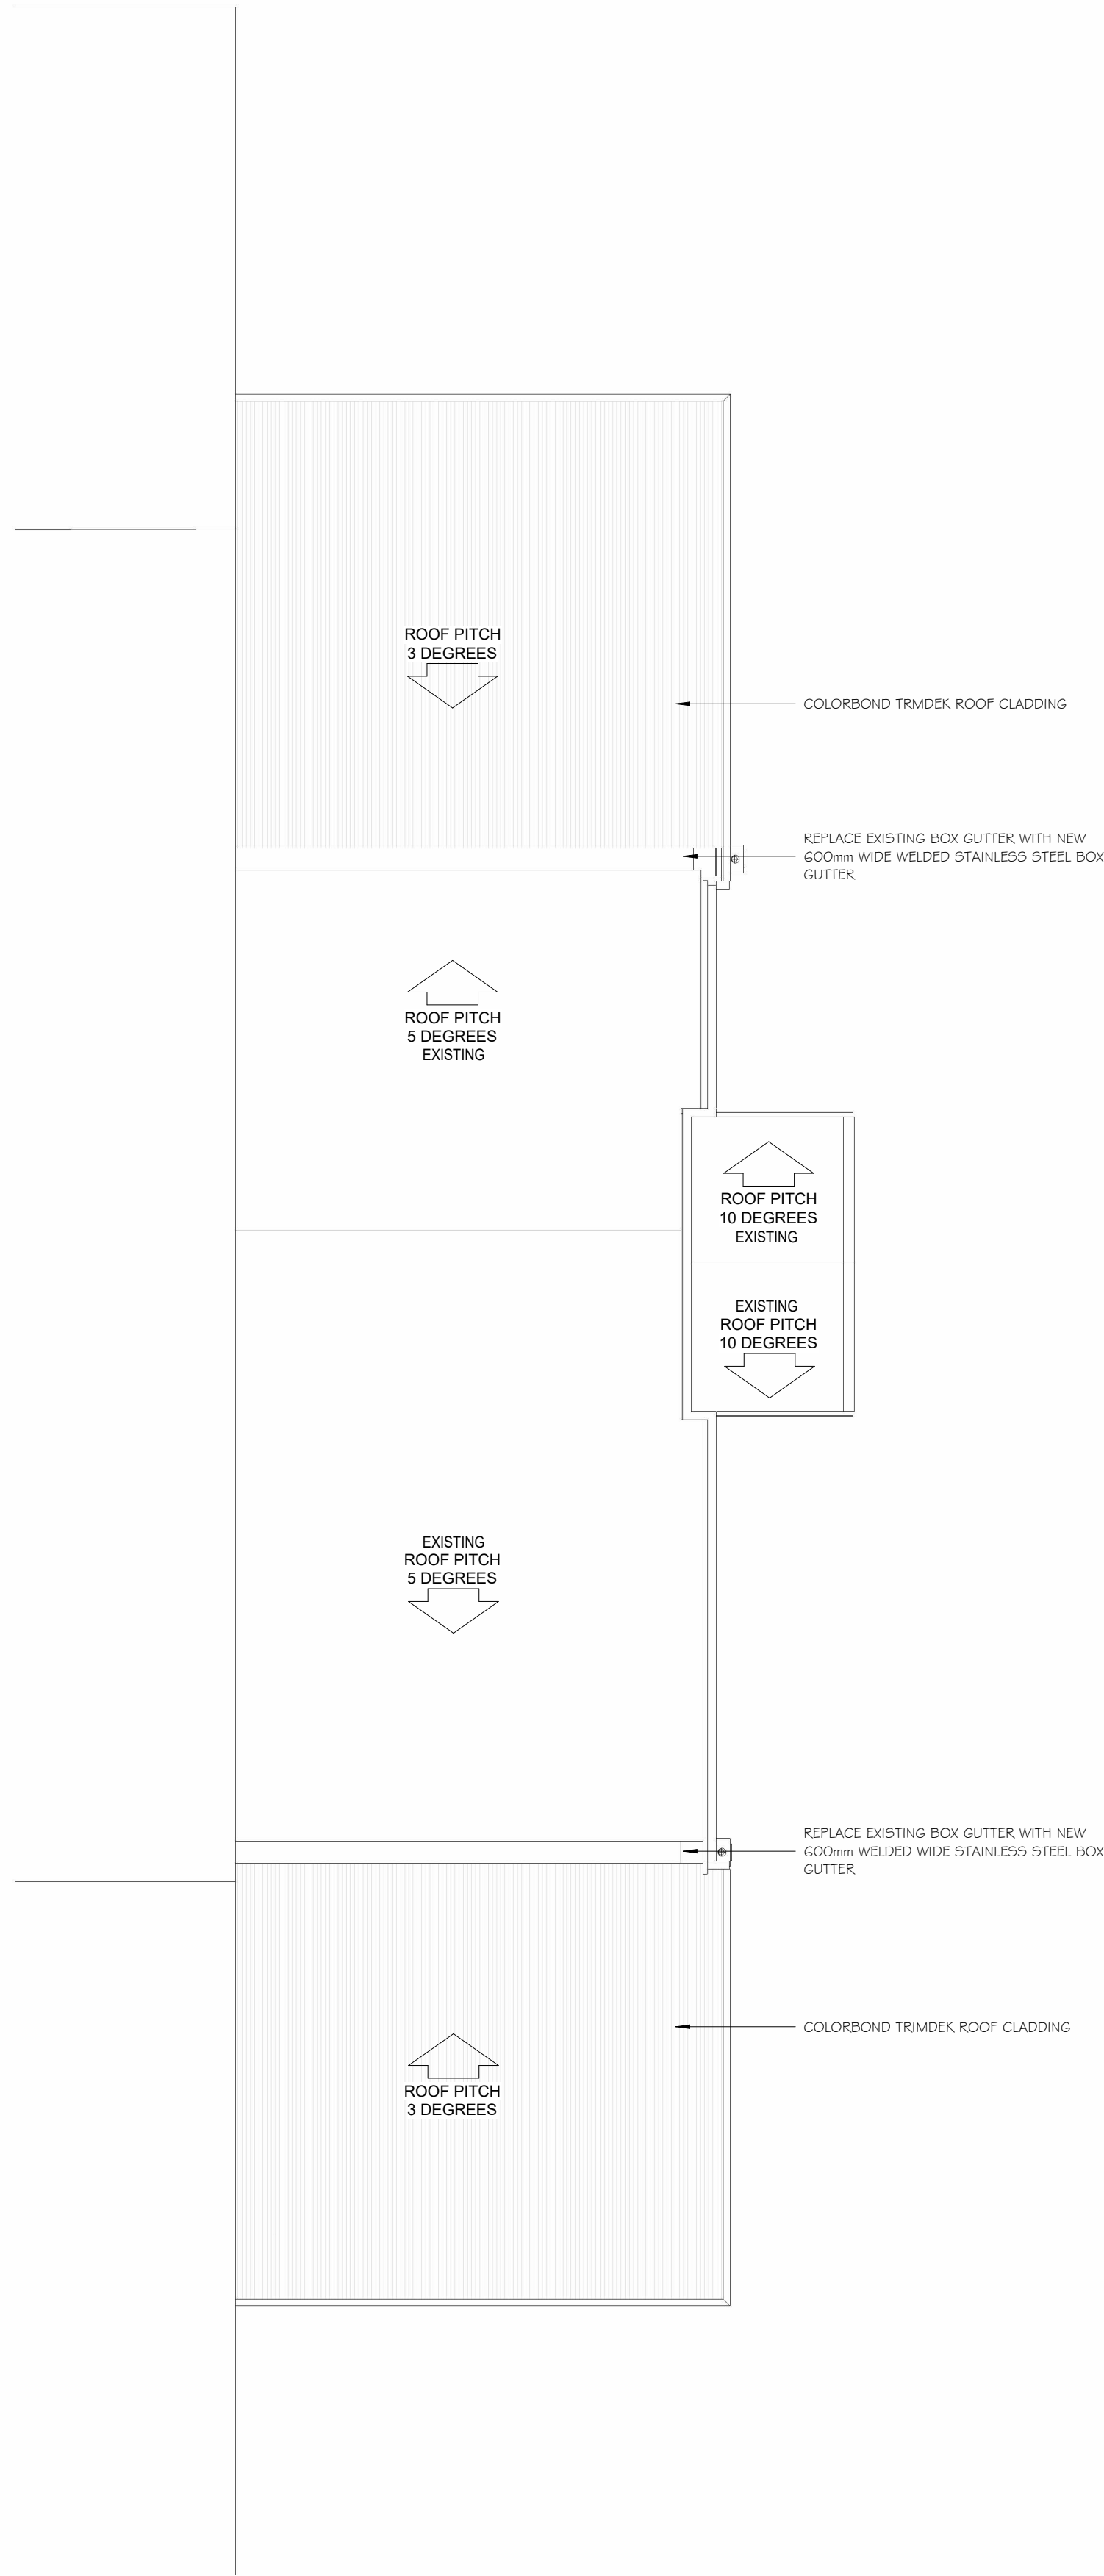 ROOF PITCH
3 DEGREES
COLORBOND TRMDEK ROOF CLADDING
REPLACE EXISTING BOX GUTTER WITH NEW
600mm WIDE WELDED STAINLESS STEEL BOX
GUTTER
ROOF PITCH
5 DEGREES
EXISTING
ROOF PITCH
10 DEGREES
EXISTING
EXISTING
ROOF PITCH
10 DEGREES
EXISTING
ROOF PITCH
5 DEGREES
REPLACE EXISTING BOX GUTTER WITH NEW
600mm WELDED WIDE STAINLESS STEEL BOX
GUTTER
COLORBOND TRIMDEK ROOF CLADDING
ROOF PITCH
3 DEGREES